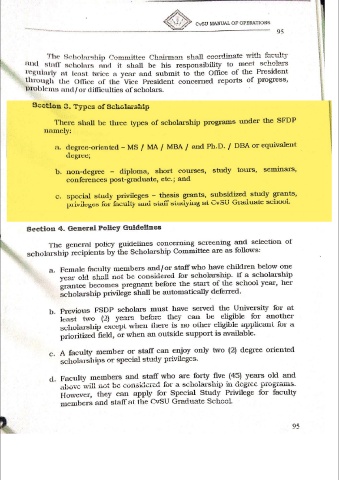 CvSU MANUAL OF OPERATIONS
95
The Scholarship Committee Chairman shall coordinate with faculty
and staff scholars and it shall be his responsibility to meet scholars
regularly at least twice a year and submit to the Office of the President
through the Office of the Vice President concerned reports of progress,
problems and/or difficulties of scholars.
Section 3. Types of Scholarship
There shall be three types of scholarship programs under the SFDP
namely:
a. degree-oriented – MS / MA / MBA / and Ph.D. / DBA or equivalent
degree;
b. non-degree – diploma, short courses, study tours, seminars,
conferences post-graduate, etc.; and
c. special study privileges – thesis grants, subsidized study grants,
privileges for faculty and staff studying at CvSU Graduate school.
Section 4. General Policy Guidelines
The general policy guidelines concerning screening and selection of
scholarship recipients by the Scholarship Committee are as follows:
a. Female faculty members and/or staff who have children below one
year old shall not be considered for scholarship. If a scholarship
grantee becomes pregnant before the start of the school year, her
scholarship privilege shall be automatically deferred.
b. Previous FSDP scholars must have served the University for at
least two (2) years before they can be eligible for another
scholarship except when there is no other eligible applicant for a
prioritized field, or when an outside support is available.
c. A faculty member or staff can enjoy only two (2) degree oriented
scholarships or special study privileges.
d. Faculty members and staff who are forty five (45) years old and
above will not be considered for a scholarship in degree programs.
However, they can apply for Special Study Privilege for faculty
members and staff at the CvSU Graduate School.
95